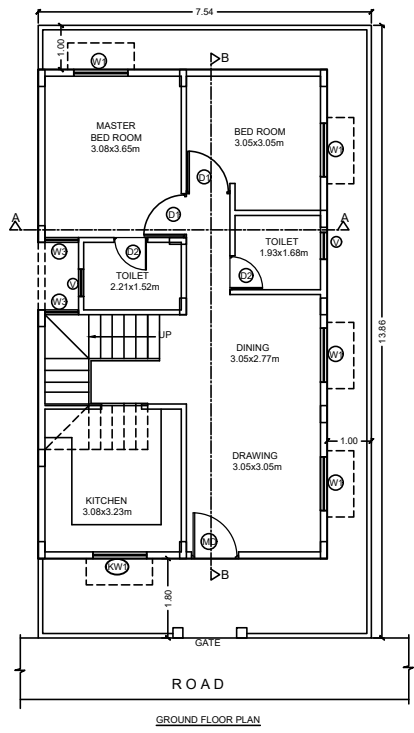 7.54
1.00
W1
B
MASTER
BED ROOM
3.08x3.65m
BED ROOM
3.05x3.05m
W1
D1
D1
A
A
W3
D2
TOILET
1.93x1.68m
V
TOILET
2.21x1.52m
V
D2
W3
UP
DINING
3.05x2.77m
W1
13.86
1.00
DRAWING
3.05x3.05m
W1
KITCHEN
3.08x3.23m
MD
KW1
B
1.80
GATE
ROAD
GROUND FLOOR PLAN